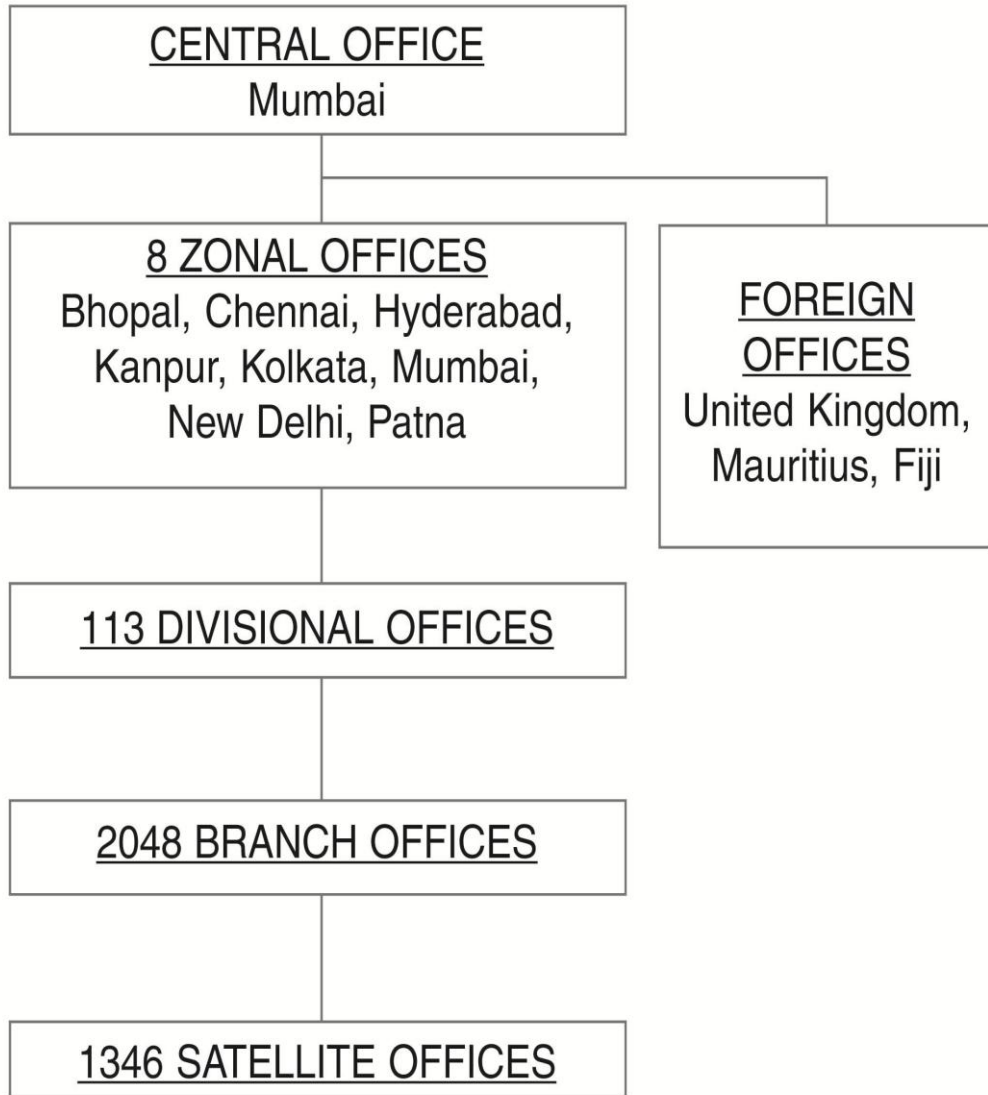 CENTRAL OFFICE
Mumbai
8 ZONAL OFFICES
Bhopal, Chennai, Hyderabad,
Kanpur, Kolkata, Mumbai,
New Delhi, Patna
FOREIGN
OFFICES
United Kingdom,
Mauritius, Fiji
113 DIVISIONAL OFFICES
2048 BRANCH OFFICES
1346 SATELLITE OFFICES